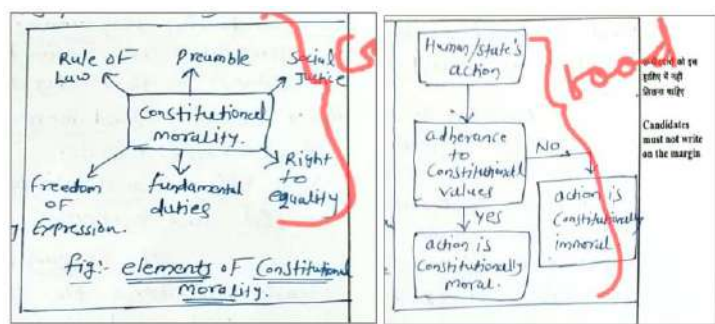 Rule of Law
Preumble
Social Justice
Constitutional morality.
Freedom of Expression.
fundamental duties
Right to equality
fig:- elements of Constitutional morality.
Human/state's action
adherance to Constitutional values
NO
Yes
action is Constitutionally moral.
action is Constitutionally immoral
Good
लिखना चाहिए
Candidates
must not write
on the margin